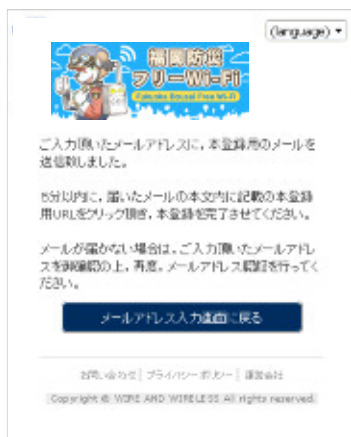 (language) ▼
福岡防災
フリーWi-Fi
Fukuoka Bousai Free Wi-Fi
ご入力頂いたメールアドレスに、本登録用のメールを
送信致しました。
5分以内に、届いたメールの本文内に記載の本登録
用URLをクリック頂き、本登録を完了させてください。
メールが届かない場合は、ご入力頂いたメールアドレ
スを御確認の上、再度、メールアドレス認証を行ってく
ださい。
メールアドレス入力画面に戻る
お問い合わせ | プライバシーポリシー | 運営会社
Copyright © WIRE AND WIRELESS All rights reserved.